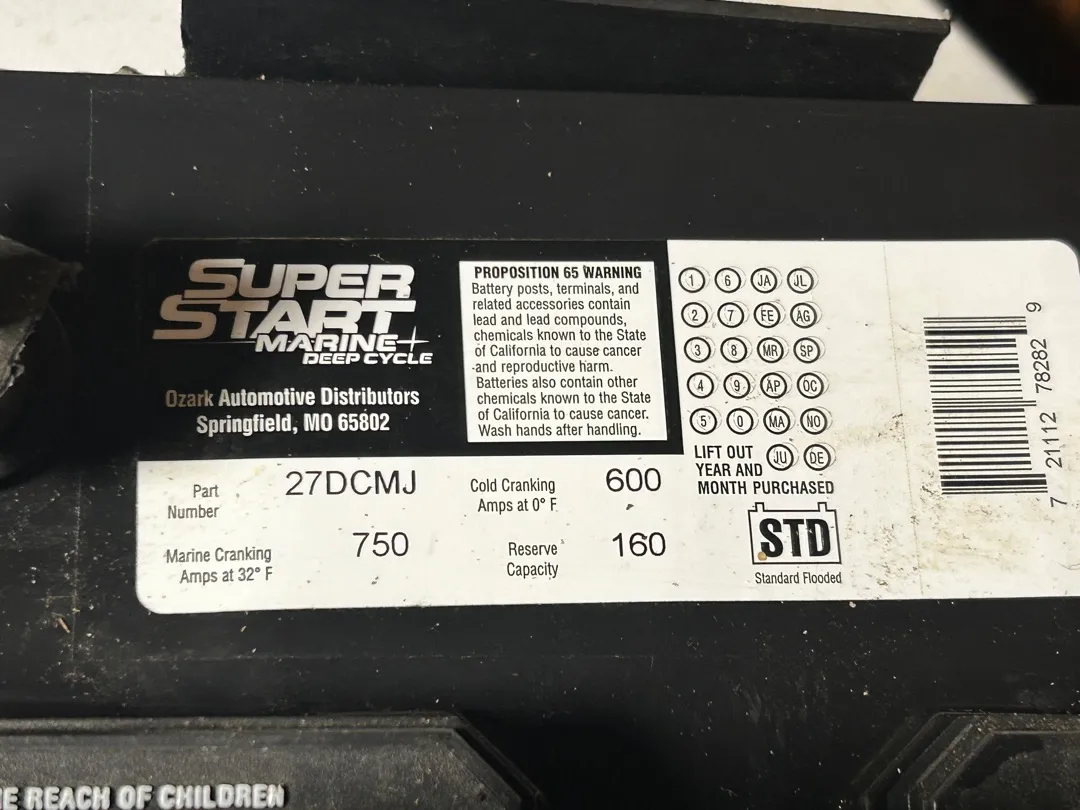 SUPER
START
MARINE
DEEP CYCLE
Ozark Automotive Distributors
Springfield, MO 65802
PROPOSITION 65 WARNING
Battery posts, terminals, and
related accessories contain
lead and lead compounds,
chemicals known to the State
of California to cause cancer
and reproductive harm.
Batteries also contain other
chemicals known to the State
of California to cause cancer.
Wash hands after handling.
1 6 JA JL
2 7 FE AG
3 8 MR SP
4 9 AP OC
5 0 MA NO
JU DE
LIFT OUT
YEAR AND
MONTH PURCHASED
7 21112 78282 9
Part
Number
27DCMJ
Cold Cranking
Amps at 0° F
600
Marine Cranking
Amps at 32° F
750
Reserve
Capacity
160
STD
Standard Flooded
REACH OF CHILDREN